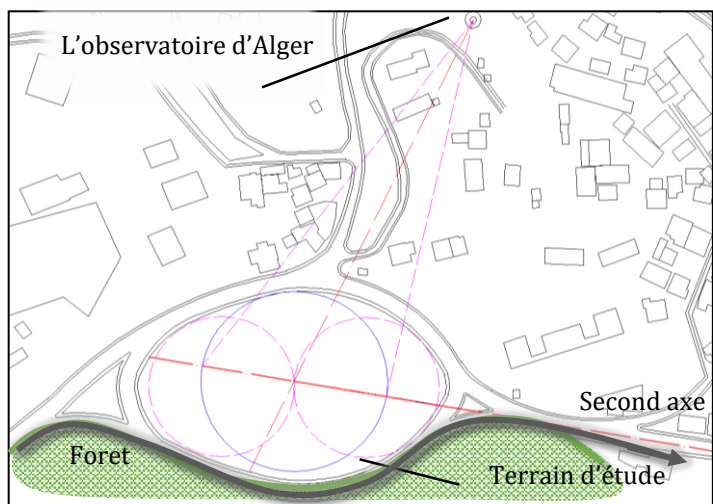 L'observatoire d'Alger
Second axe
Foret
Terrain d'étude